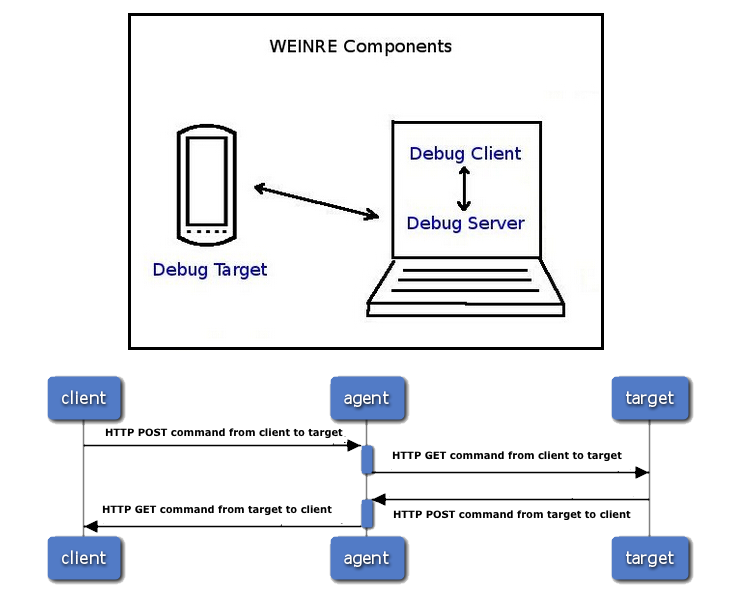 WEINRE Components
Debug Client
Debug Server
Debug Target
client
agent
target
HTTP POST command from client to target
HTTP GET command from client to target
HTTP GET command from target to client
HTTP POST command from target to client
client
agent
target